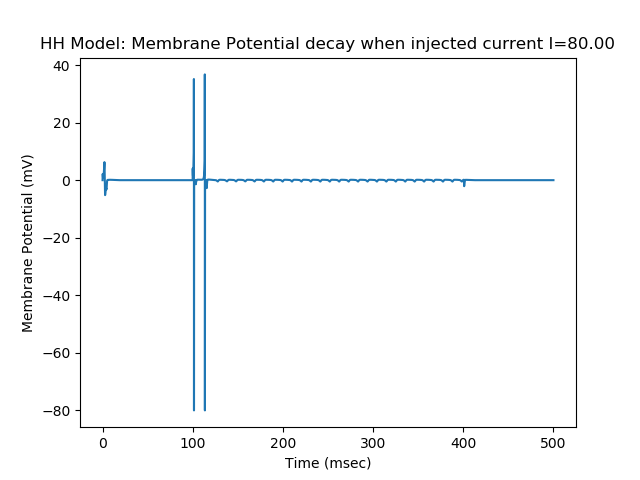 HH Model: Membrane Potential decay when injected current I=80.00
Membrane Potential (mV)
40
20
0
−20
−40
−60
−80
0 100 200 300 400 500
Time (msec)